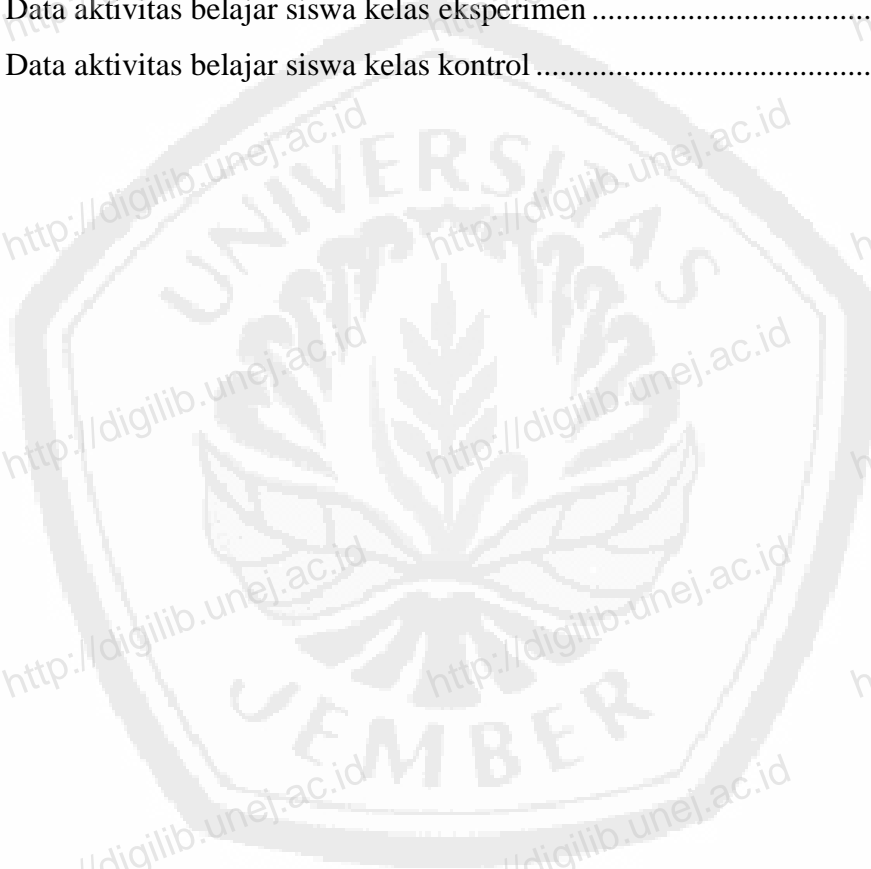 Data aktivitas belajar siswa kelas eksperimen ..................................
Data aktivitas belajar siswa kelas kontrol .........................................
http://digilib.unej.ac.id
http://digilib.unej.ac.id
UNIVERSITAS
http://digilib.unej.ac.id
http://digilib.unej.ac.id
http://digilib.unej.ac.id
http://digilib.unej.ac.id
JEMBER
//digilib.unej.ac.id
//digilib.unej.ac.id